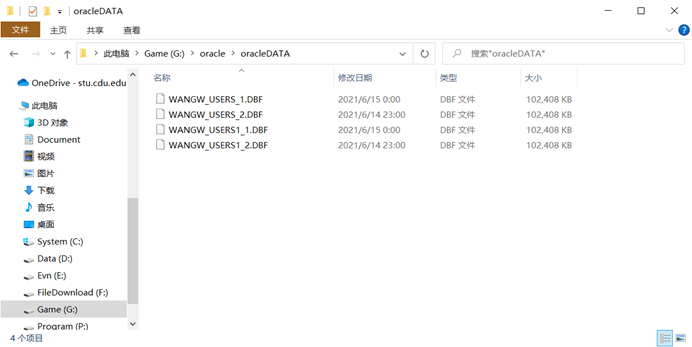 oracleDATA
文件 主页 共享 查看
此电脑 Game (G:) oracle oracleDATA 搜索"oracleDATA"
名称 修改日期 类型 大小
OneDrive - stu.cdu.edu
此电脑
3D 对象
Document
视频
图片
下载
音乐
桌面
System (C:)
Data (D:)
Evn (E:)
FileDownload (F:)
Game (G:)
Program (P:)
WANGW_USERS_1.DBF 2021/6/15 0:00 DBF 文件 102,408 KB
WANGW_USERS_2.DBF 2021/6/14 23:00 DBF 文件 102,408 KB
WANGW_USERS1_1.DBF 2021/6/15 0:00 DBF 文件 102,408 KB
WANGW_USERS1_2.DBF 2021/6/14 23:00 DBF 文件 102,408 KB
4 个项目